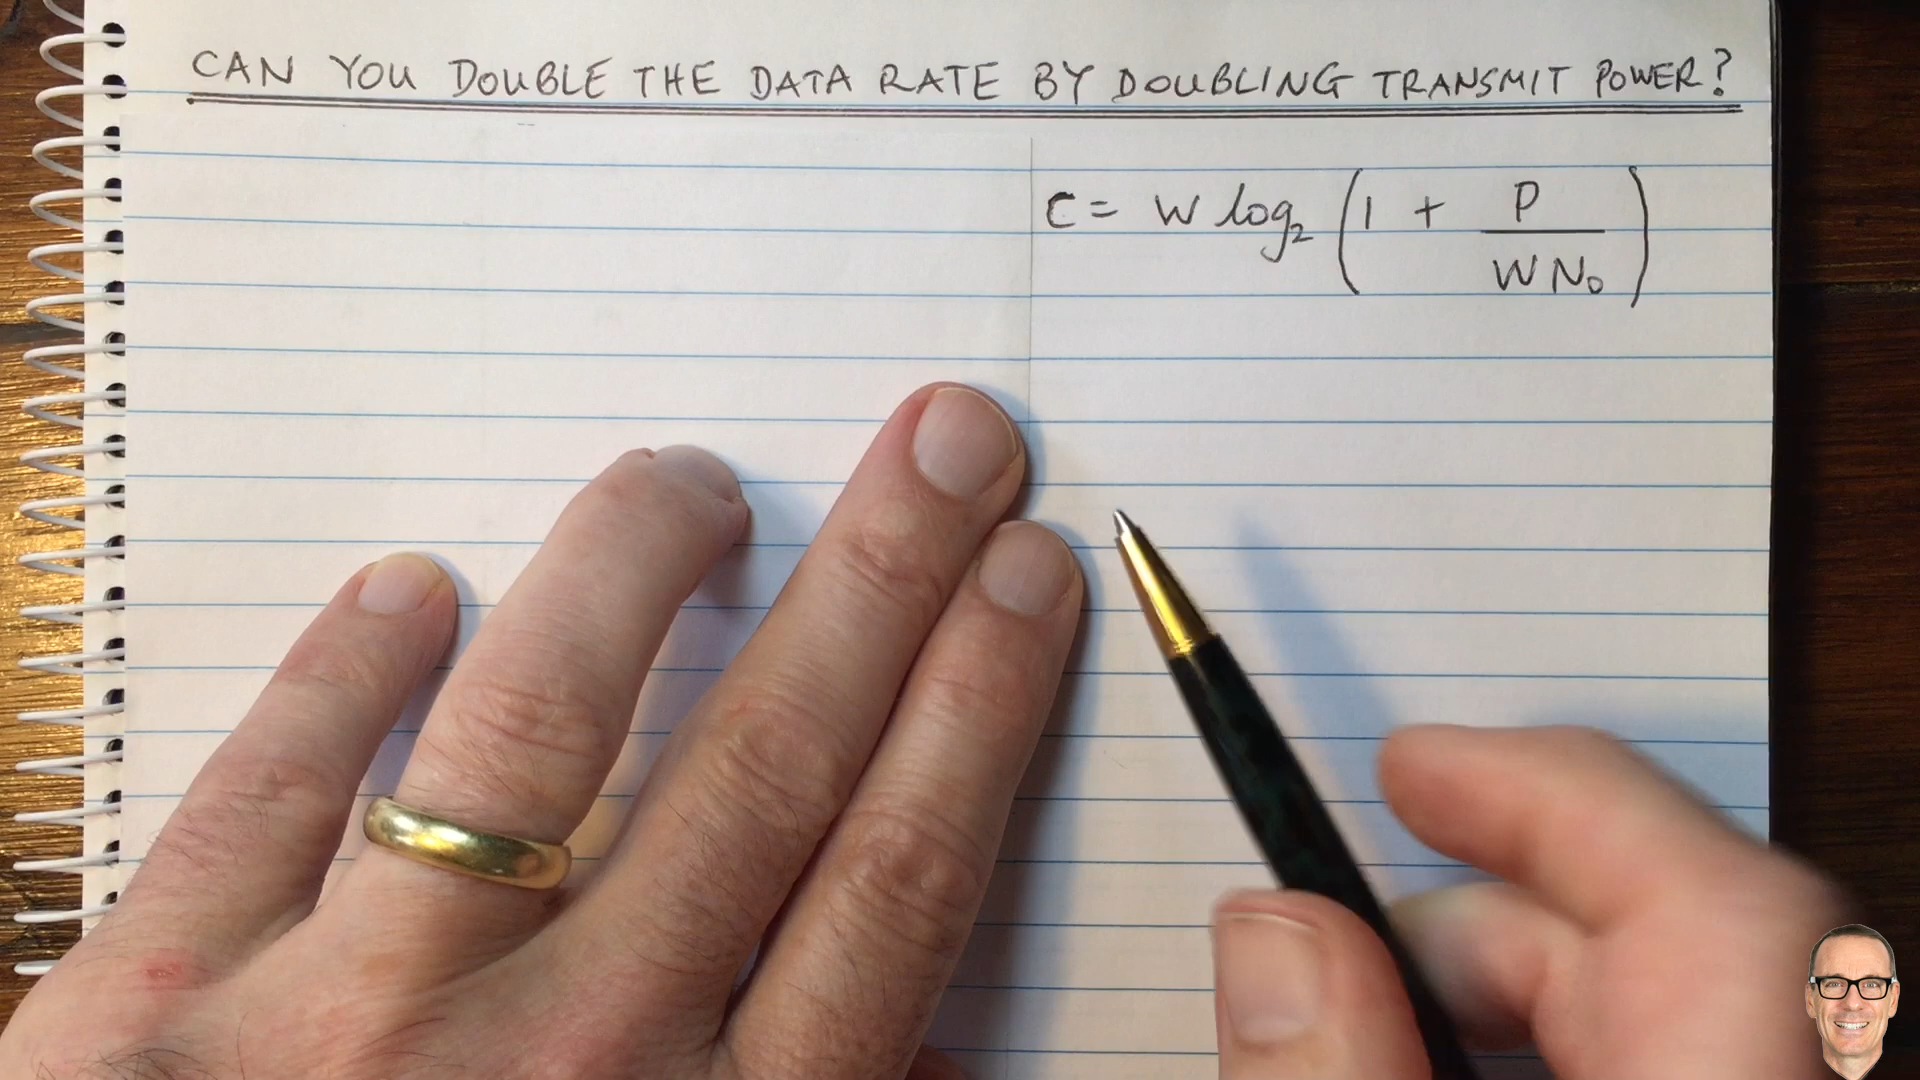 CAN YOU DOUBLE THE DATA RATE BY DOUBLING TRANSMIT POWER?
C = W log₂ (1 + P / WN₀)